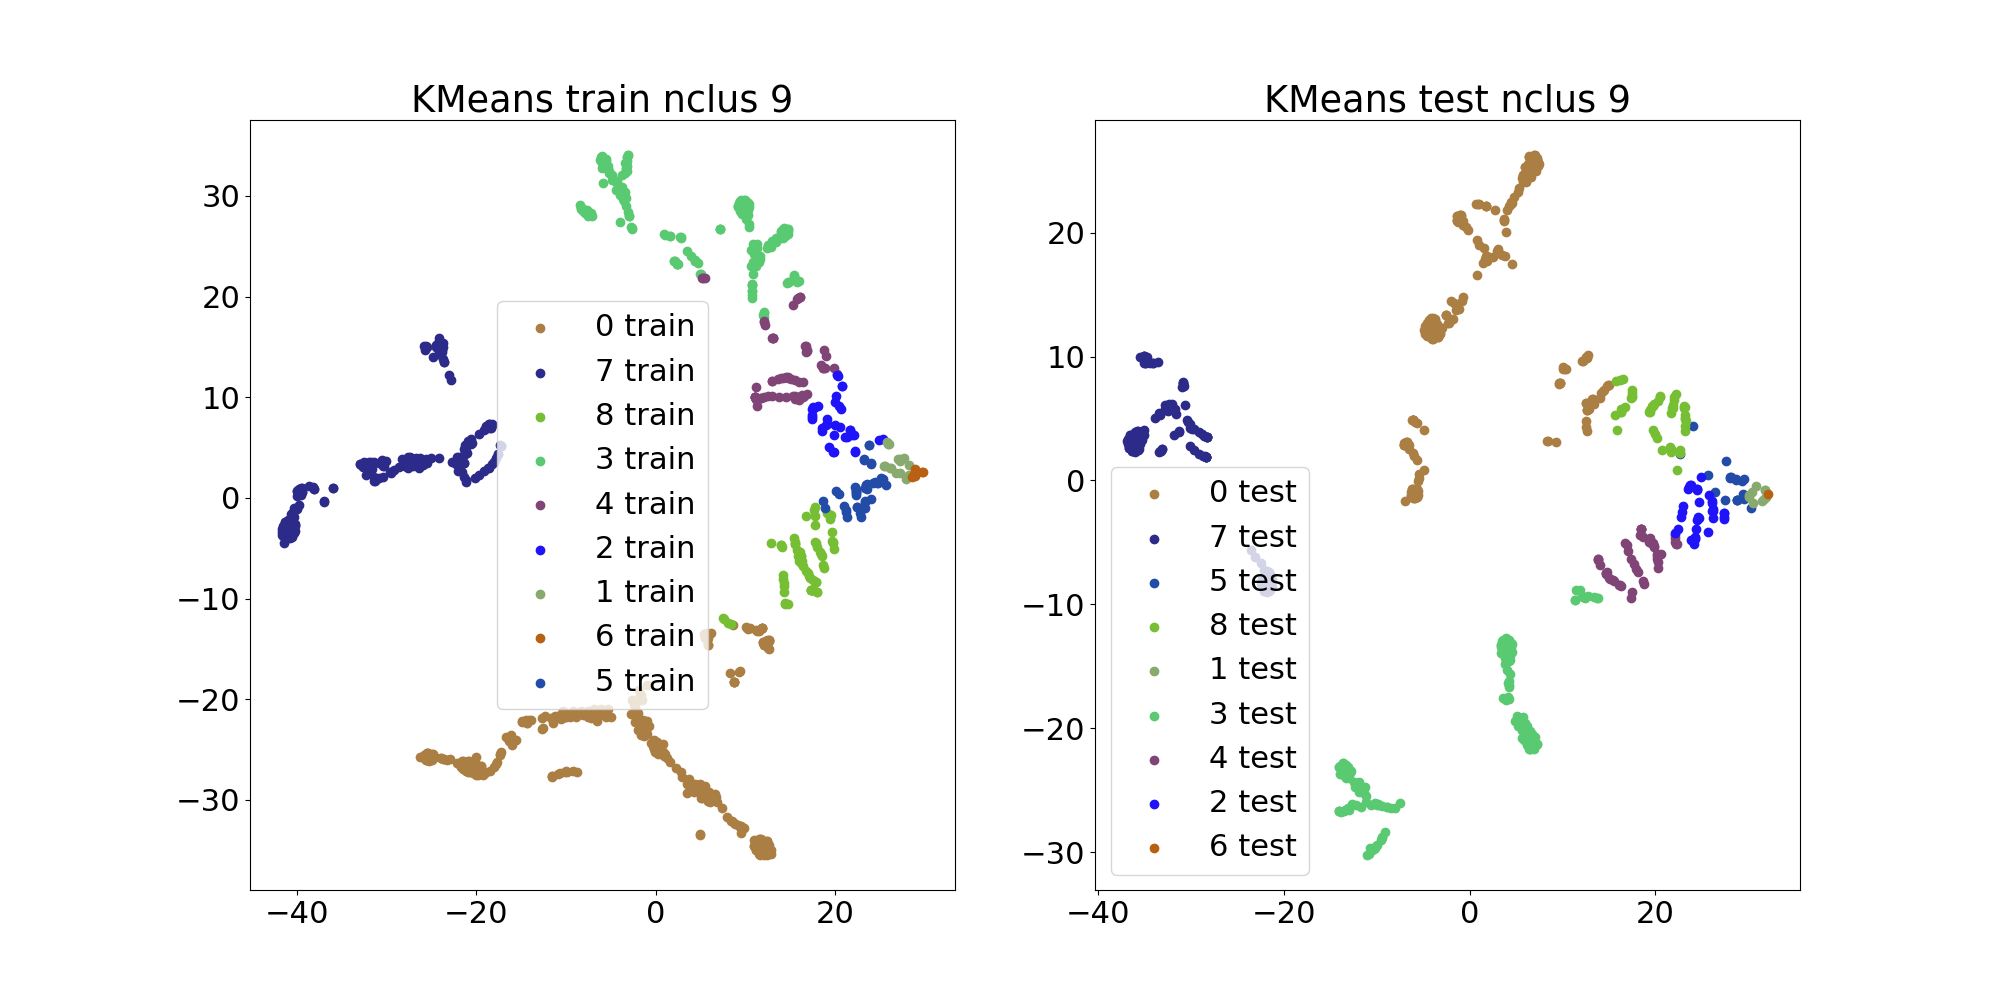 KMeans train nclus 9
30
20
10
0
−10
−20
−30
−40
−20
0
20
0 train
7 train
8 train
3 train
4 train
2 train
1 train
6 train
5 train
KMeans test nclus 9
20
10
0
−10
−20
−30
−40
−20
0
20
0 test
7 test
5 test
8 test
1 test
3 test
4 test
2 test
6 test